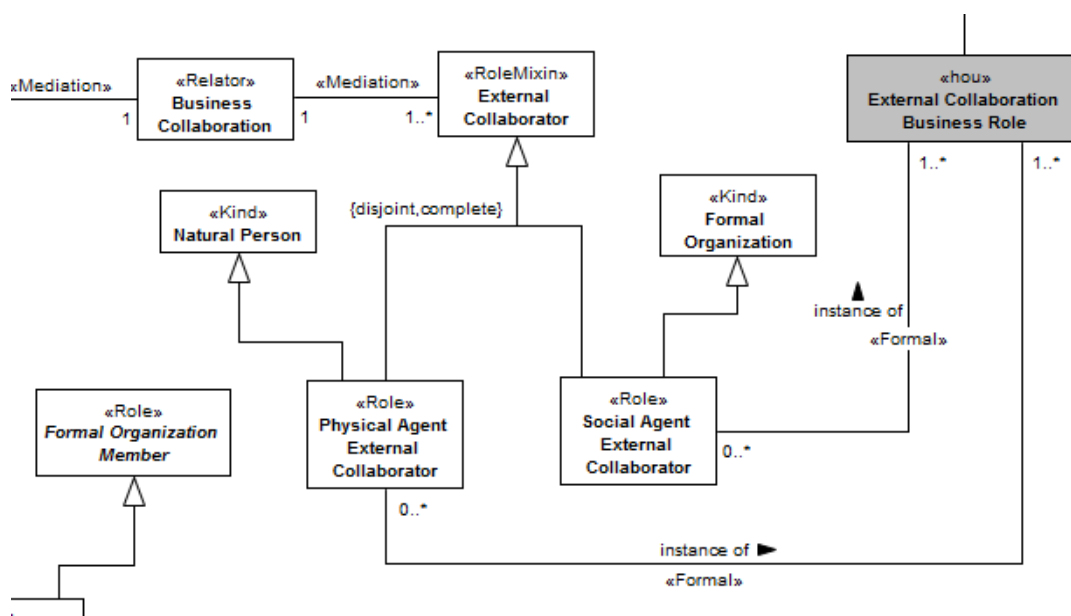 «Mediation»
1
«Relator»
Business
Collaboration
«Mediation»
1
1..*
«RoleMixin»
External
Collaborator
«hou»
External Collaboration
Business Role
1..*
1..*
{disjoint,complete}
«Kind»
Natural Person
«Kind»
Formal
Organization
instance of
«Formal»
«Role»
Formal Organization
Member
«Role»
Physical Agent
External
Collaborator
0..*
«Role»
Social Agent
External
Collaborator
0..*
instance of
«Formal»